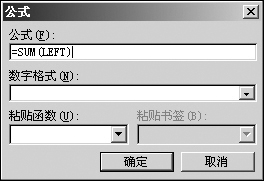 公式
公式(F):
=SUM(LEFT)
数字格式(N):
粘贴函数(U):
粘贴书签(B):
确定
取消